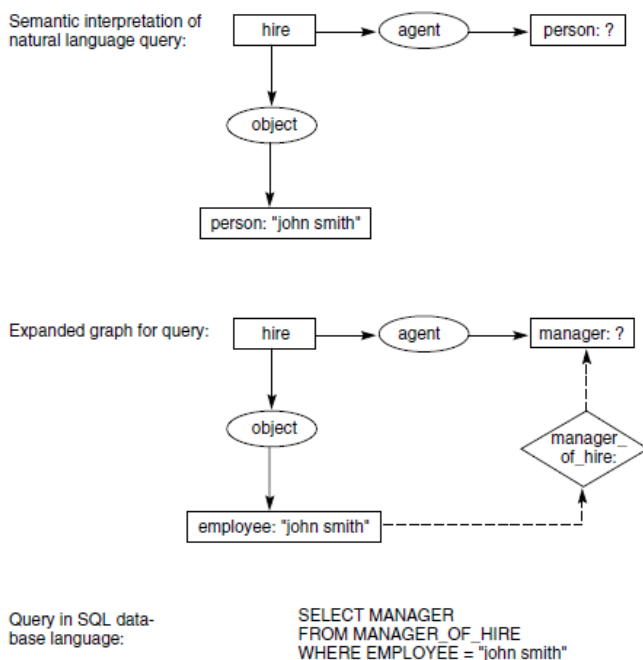 Semantic interpretation of
natural language query:
hire
agent
person: ?
object
person: "john smith"
Expanded graph for query:
hire
agent
manager: ?
object
manager_
of_hire:
employee: "john smith"
Query in SQL data-
base language:
SELECT MANAGER
FROM MANAGER_OF_HIRE
WHERE EMPLOYEE = "john smith"